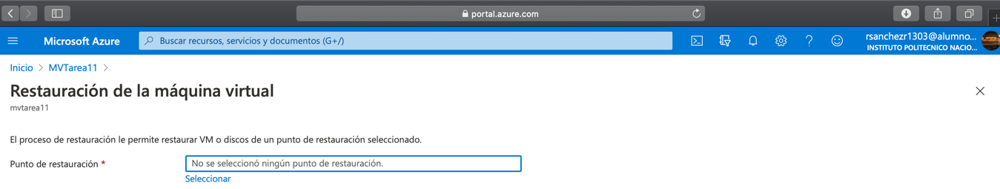 portal.azure.com
Microsoft Azure
Buscar recursos, servicios y documentos (G+/)
rsanchezr1303@alumno...
INSTITUTO POLITECNICO NACIO...
Inicio > MVTarea11 >
Restauración de la máquina virtual
mvtarea11
El proceso de restauración le permite restaurar VM o discos de un punto de restauración seleccionado.
Punto de restauración * No se seleccionó ningún punto de restauración.
Seleccionar